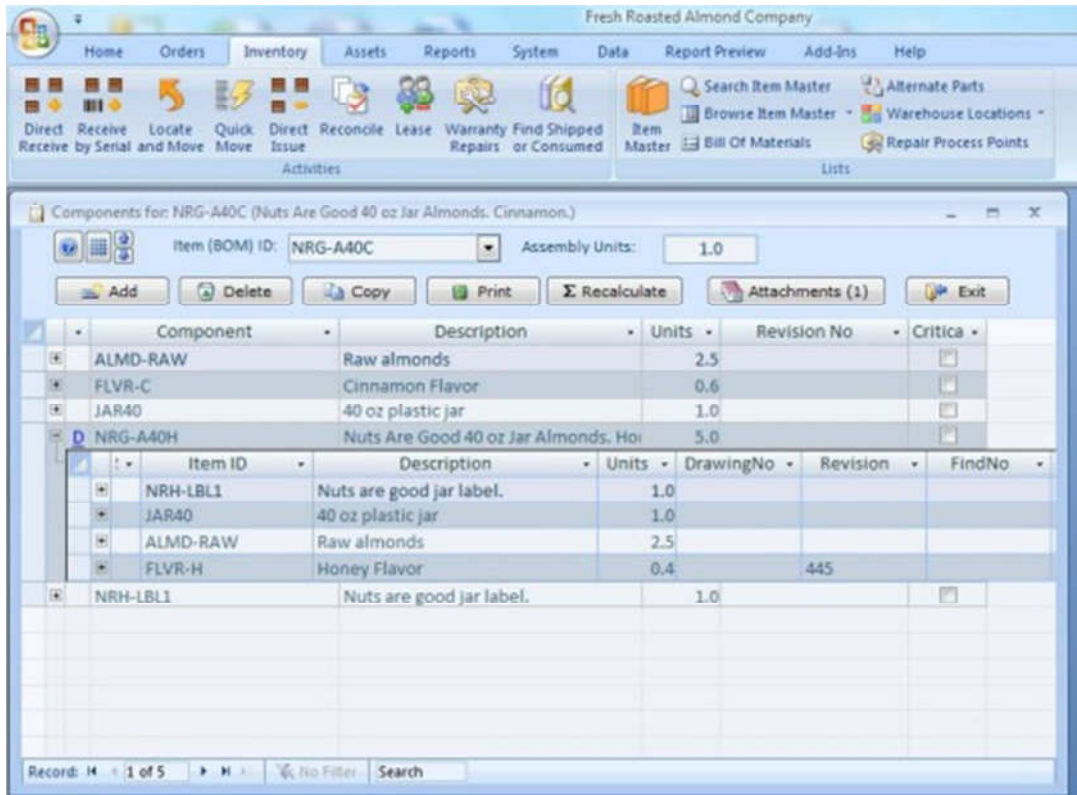 Fresh Roasted Almond Company
Home Orders Inventory Assets Reports System Data Report Preview Add-Ins Help
Direct Receive Receive by Serial Locate and Move Quick Move Direct Issue Reconcile Lease Warranty Repairs Find Shipped or Consumed Item Master
Search Item Master Alternate Parts
Browse Item Master Warehouse Locations
Bill Of Materials Repair Process Points
Activities Lists
Components for: NRG-A40C (Nuts Are Good 40 oz Jar Almonds. Cinnamon.)
Item (BOM) ID: NRG-A40C Assembly Units: 1.0
Add Delete Copy Print Σ Recalculate Attachments (1) Exit
Component Description Units Revision No Critica
ALMD-RAW Raw almonds 2.5
FLVR-C Cinnamon Flavor 0.6
JAR40 40 oz plastic jar 1.0
D NRG-A40H Nuts Are Good 40 oz Jar Almonds. Ho 5.0
Item ID Description Units DrawingNo Revision FindNo
NRH-LBL1 Nuts are good jar label. 1.0
JAR40 40 oz plastic jar 1.0
ALMD-RAW Raw almonds 2.5
FLVR-H Honey Flavor 0.4 445
NRH-LBL1 Nuts are good jar label. 1.0
Record: 1 of 5 No Filter Search